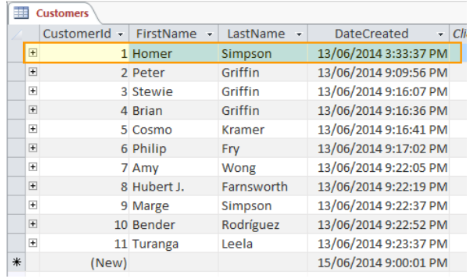 Customers
CustomerId FirstName LastName DateCreated Cli
1 Homer Simpson 13/06/2014 3:33:37 PM
2 Peter Griffin 13/06/2014 9:09:56 PM
3 Stewie Griffin 13/06/2014 9:16:07 PM
4 Brian Griffin 13/06/2014 9:16:36 PM
5 Cosmo Kramer 13/06/2014 9:16:41 PM
6 Philip Fry 13/06/2014 9:17:02 PM
7 Amy Wong 13/06/2014 9:22:05 PM
8 Hubert J. Farnsworth 13/06/2014 9:22:19 PM
9 Marge Simpson 13/06/2014 9:22:37 PM
10 Bender Rodríguez 13/06/2014 9:22:52 PM
11 Turanga Leela 13/06/2014 9:23:37 PM
(New) 15/06/2014 9:00:01 PM